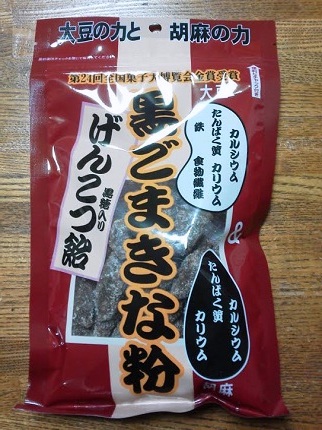 大豆の力と 胡麻の力
第24回全国菓子大博覧会金賞受賞
大豆
カルシウム
たんぱく質 カリウム
鉄 食物繊維
黒ごまきな粉
黒糖入り
げんこつ飴
&
カルシウム
たんぱく質
カリウム
胡麻